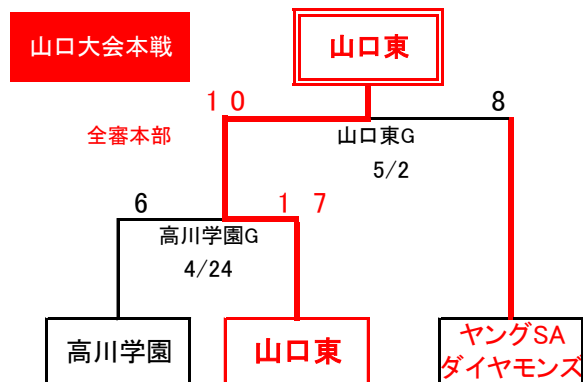 山口大会本戦
山口東
10
8
全審本部
山口東G
5/2
6
17
高川学園G
4/24
高川学園
山口東
ヤングSA
ダイヤモンズ